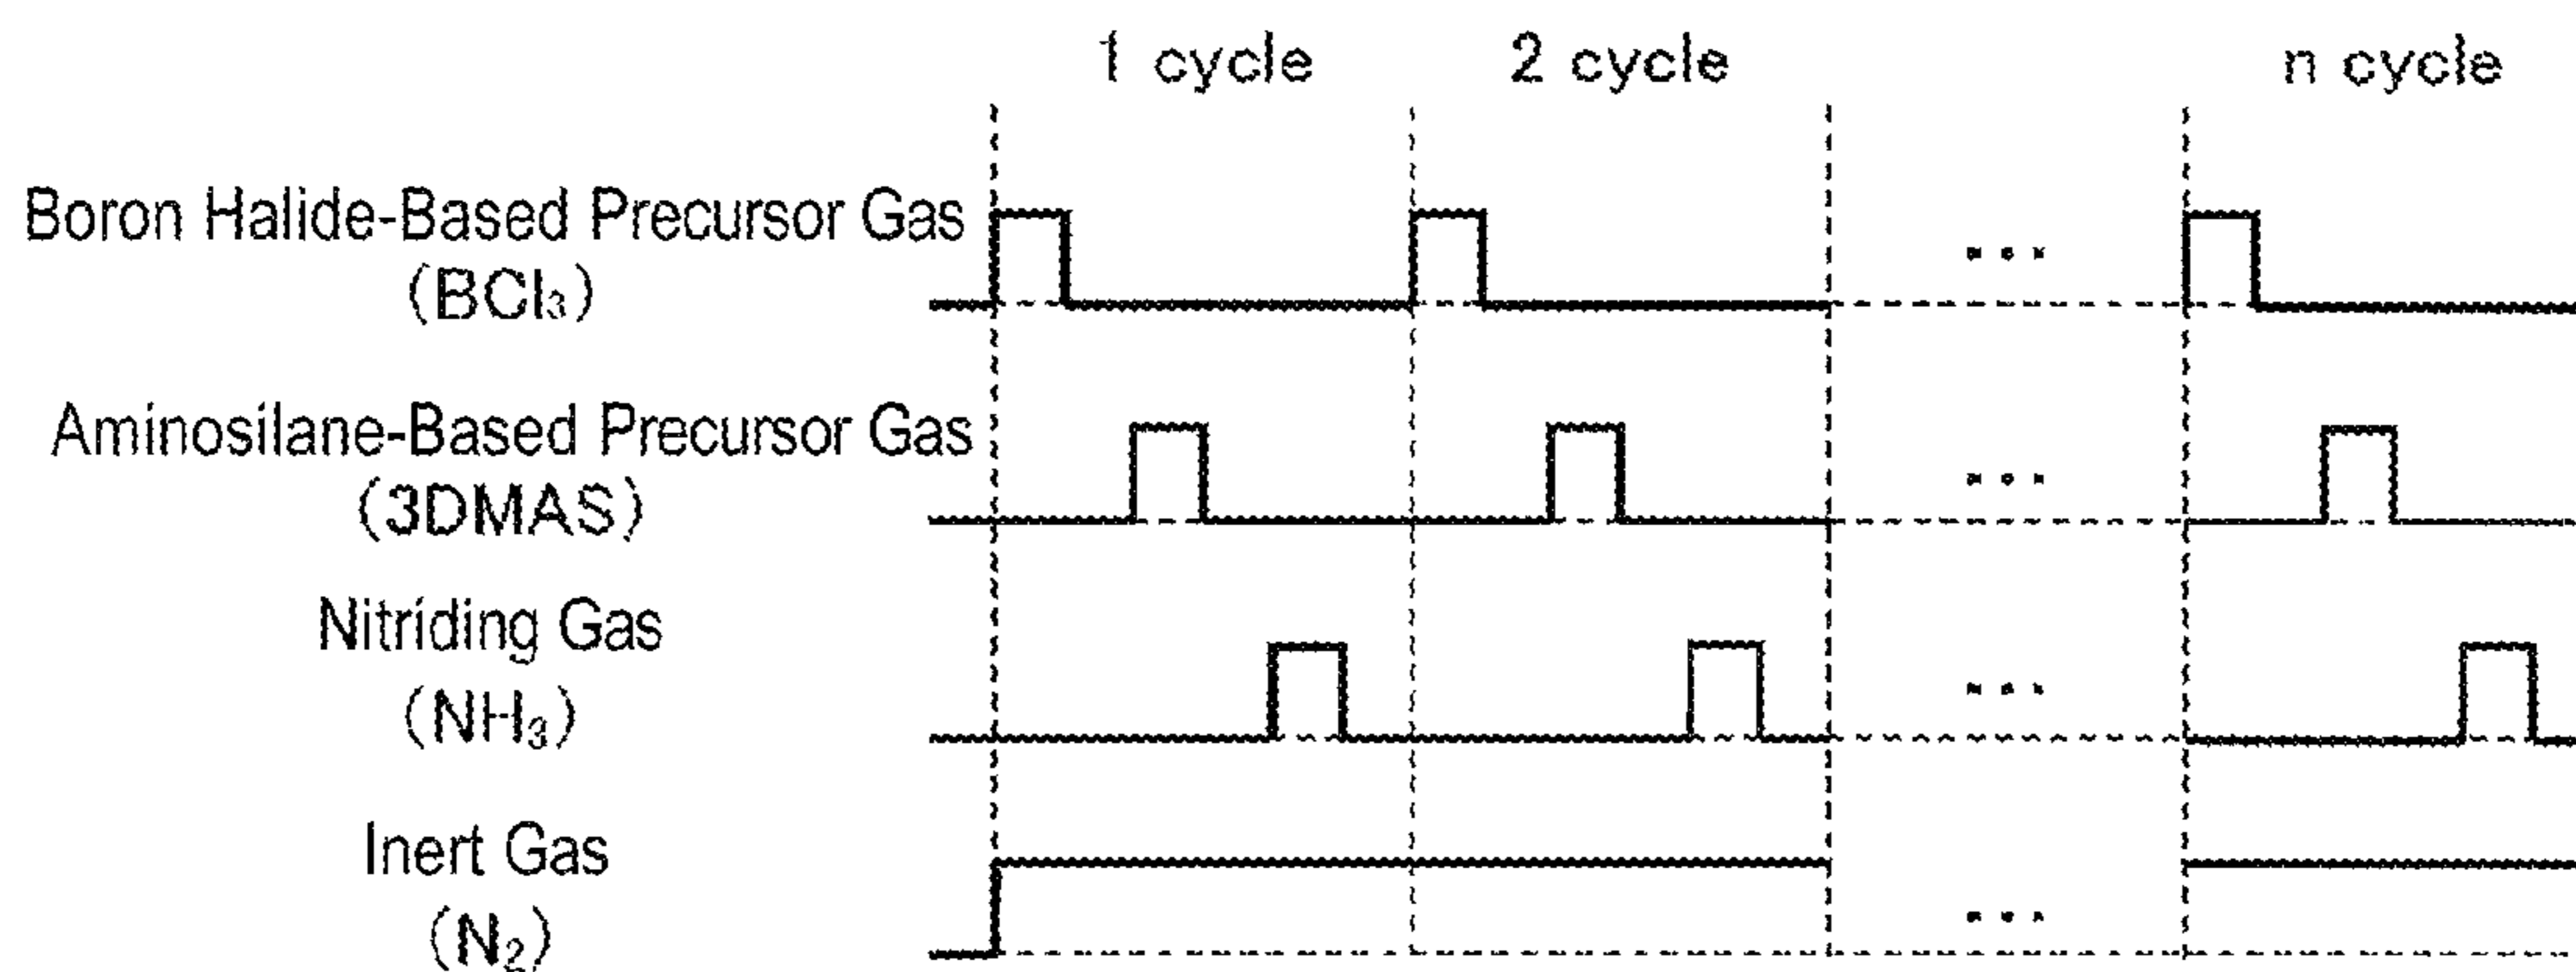 1 cycle 2 cycle n cycle
Boron Halide-Based Precursor Gas
(BCl₃)
...
Aminosilane-Based Precursor Gas
(3DMAS)
...
Nitriding Gas
(NH₃)
...
Inert Gas
(N₂)
...